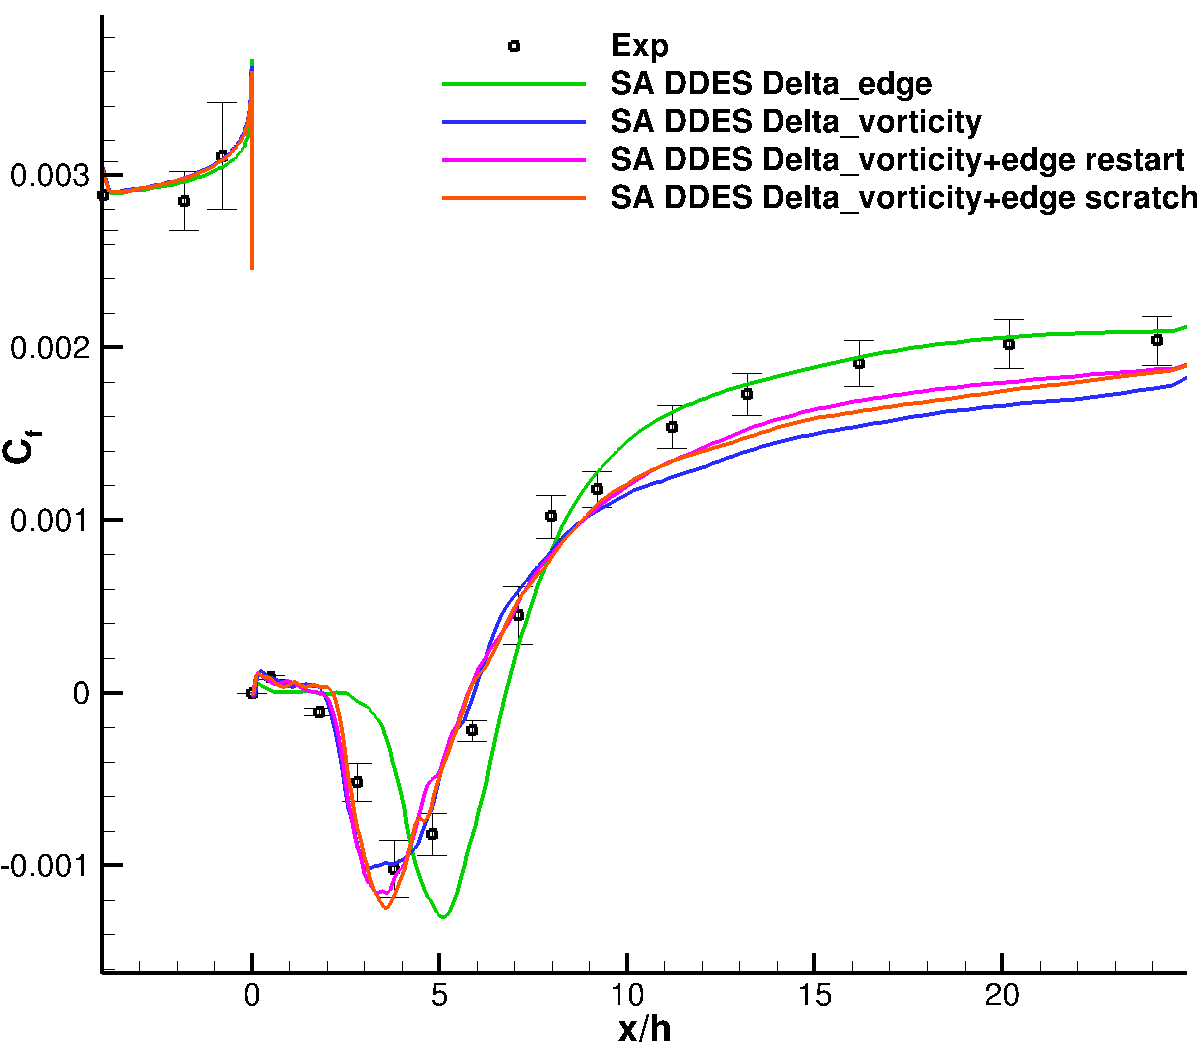 Exp
SA DDES Delta_edge
SA DDES Delta_vorticity
SA DDES Delta_vorticity+edge restart
SA DDES Delta_vorticity+edge scratch
0.003
0.002
0.001
0
-0.001
Cf
0 5 10 15 20
x/h